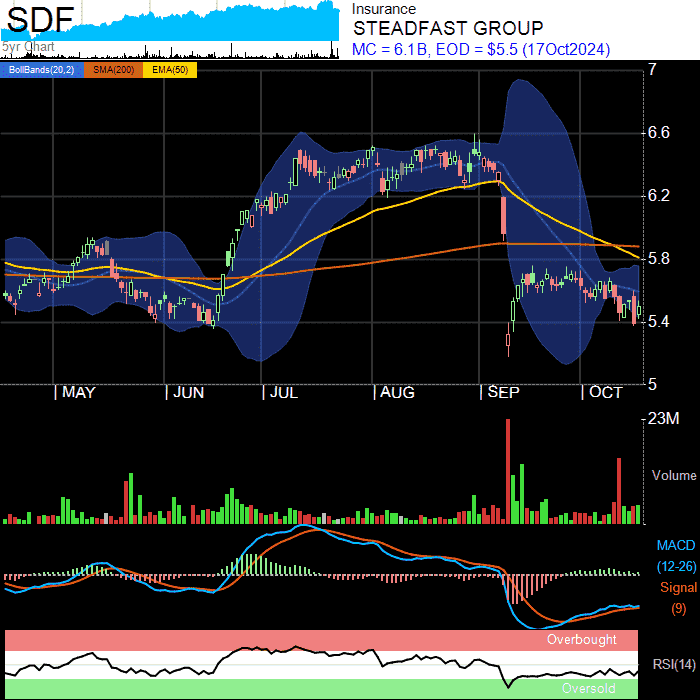 SDF
5yr Chart
Insurance
STEADFAST GROUP
MC = 6.1B, EOD = $5.5 (17Oct2024)
BollBands(20,2) SMA(200) EMA(50)
7
6.6
6.2
5.8
5.4
5
MAY JUN JUL AUG SEP OCT
23M
Volume
MACD
(12-26)
Signal
(9)
Overbought
RSI(14)
Oversold